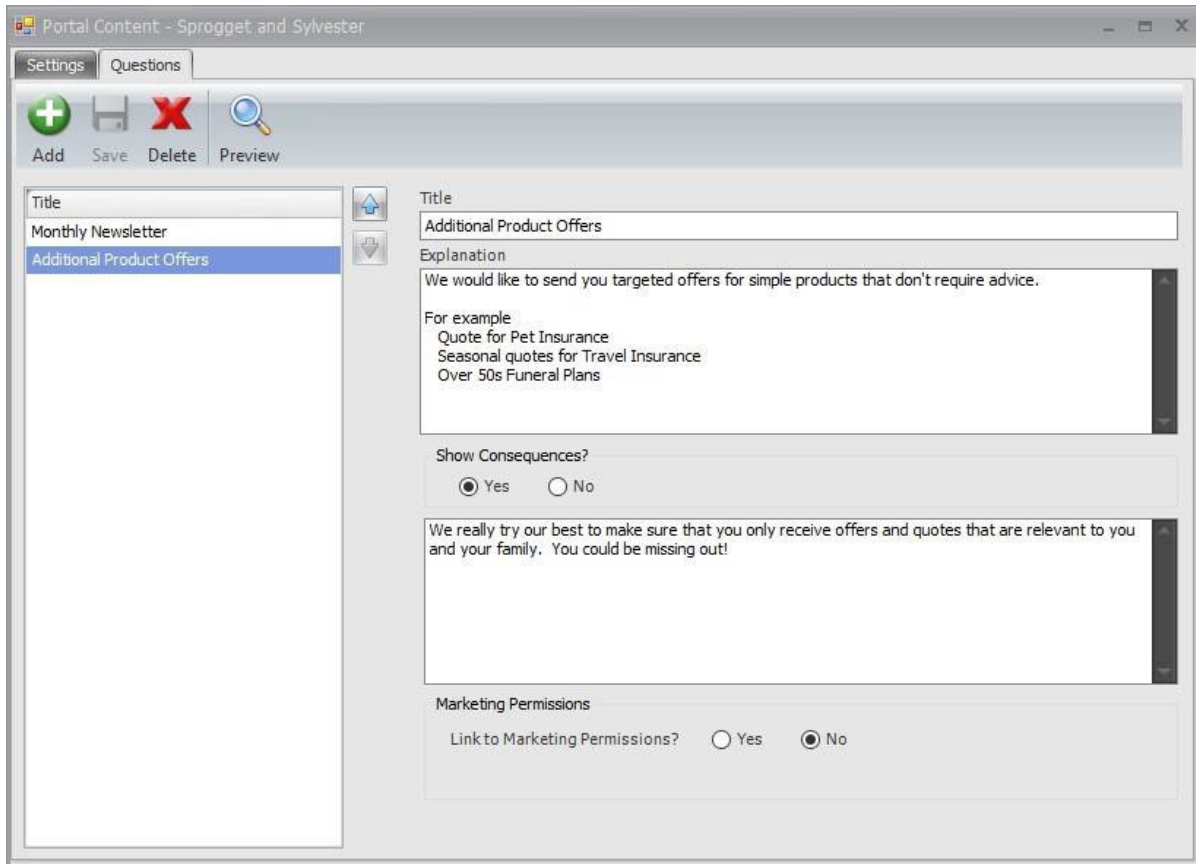 Portal Content - Sprogget and Sylvester
Settings
Questions
Add
Save
Delete
Preview
Title
Monthly Newsletter
Additional Product Offers
Title
Additional Product Offers
Explanation
We would like to send you targeted offers for simple products that don't require advice.
For example
Quote for Pet Insurance
Seasonal quotes for Travel Insurance
Over 50s Funeral Plans
Show Consequences?
Yes
No
We really try our best to make sure that you only receive offers and quotes that are relevant to you
and your family.  You could be missing out!
Marketing Permissions
Link to Marketing Permissions?
Yes
No